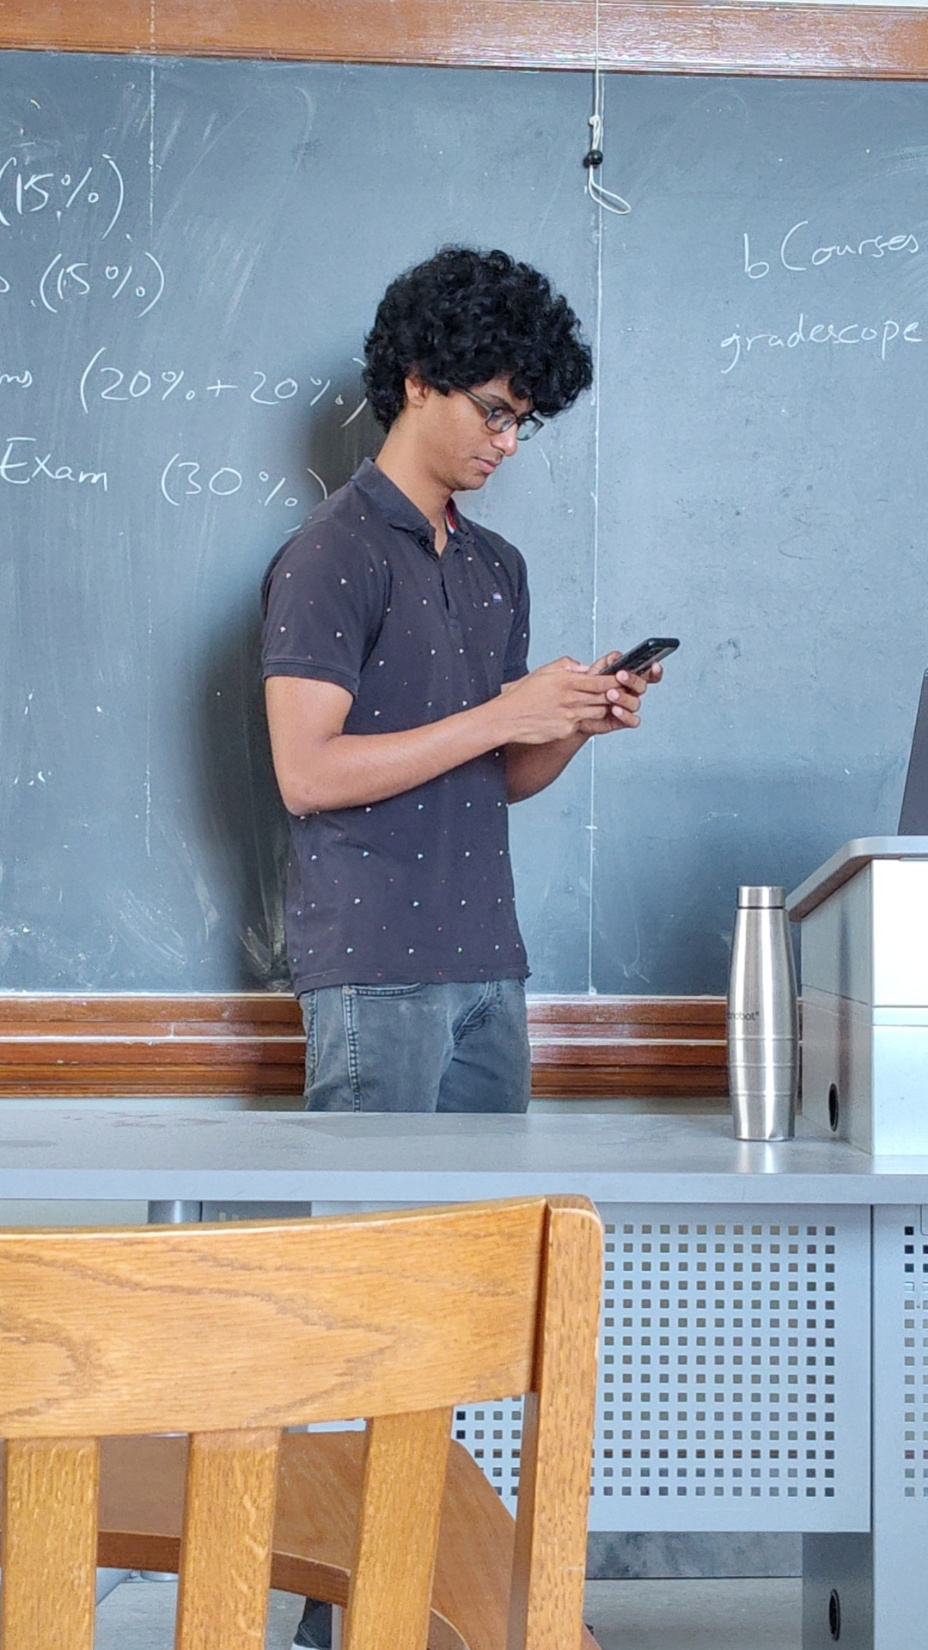 (15%)
(15%)
(20%+20%)
Exam (30%)
bCourses
gradescope